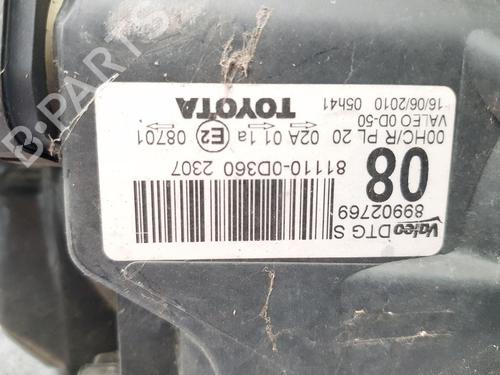 Valeo DTG S
89902769
08
81110-0D360 2307
00HC/R PL 20 02A 01 1a E2 08701
VALEO 0D-50
16/06/2010 05h41
TOYOTA
B-PARTS